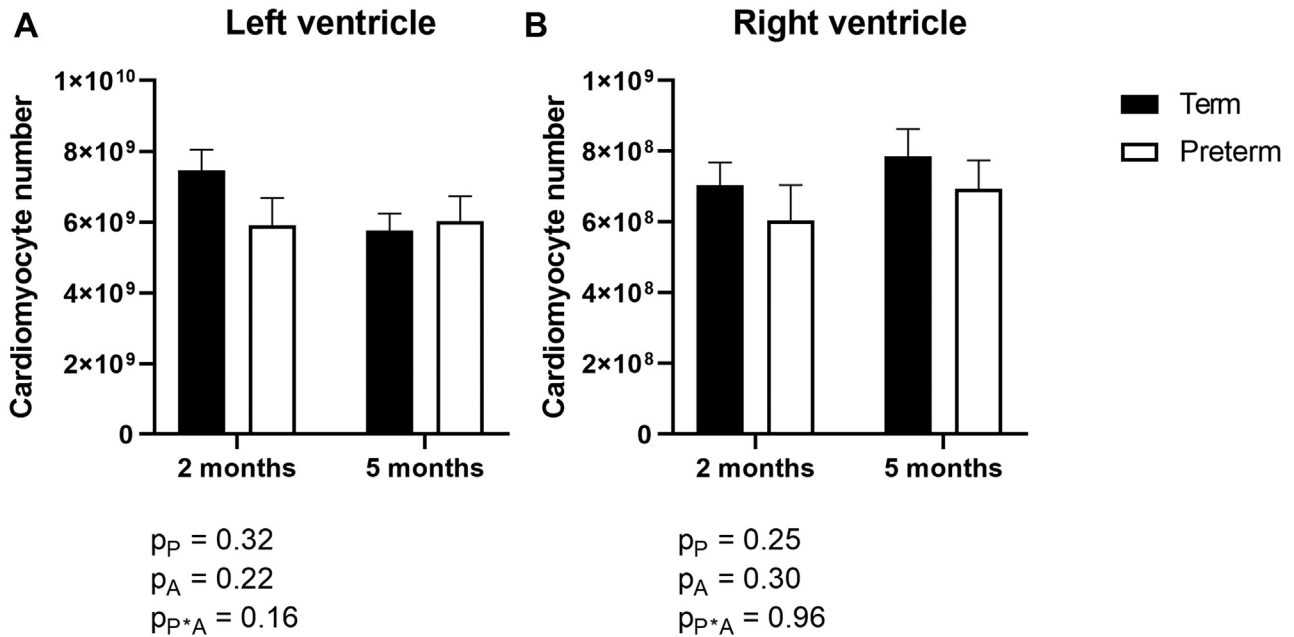 A Left ventricle
Cardiomyocyte number
1×10¹⁰
8×10⁹
6×10⁹
4×10⁹
2×10⁹
0
2 months 5 months
pP = 0.32
pA = 0.22
pP*A = 0.16
B Right ventricle
Cardiomyocyte number
1×10⁹
8×10⁸
6×10⁸
4×10⁸
2×10⁸
0
2 months 5 months
pP = 0.25
pA = 0.30
pP*A = 0.96
Term
Preterm